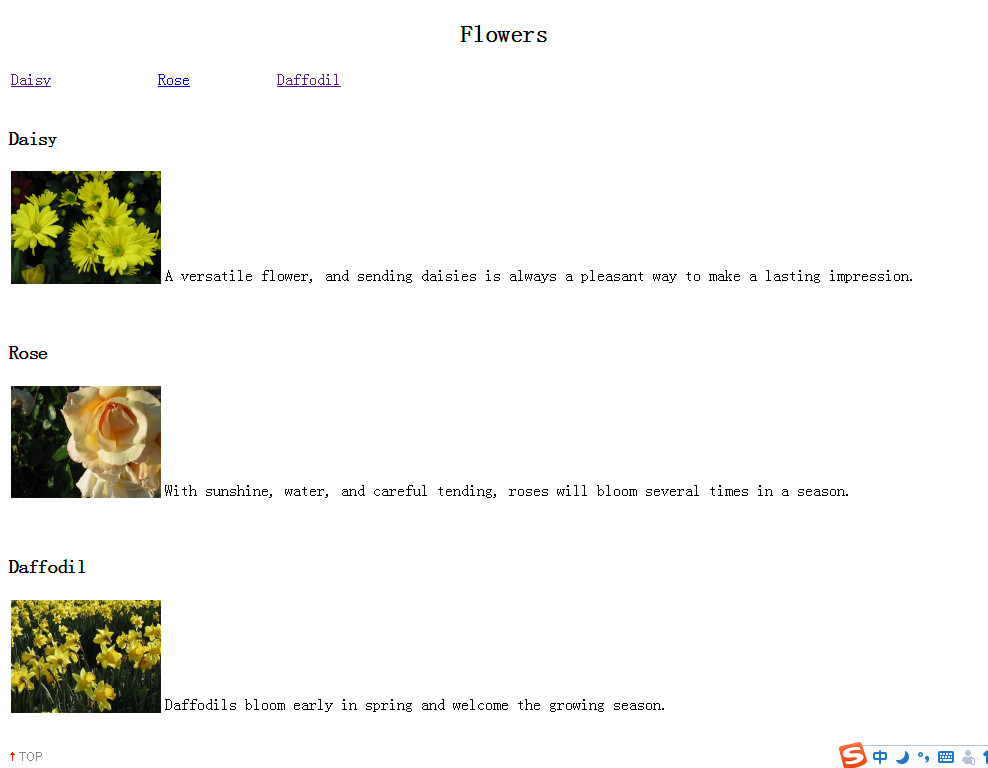 Flowers
Daisy Rose Daffodil
Daisy
A versatile flower, and sending daisies is always a pleasant way to make a lasting impression.
Rose
With sunshine, water, and careful tending, roses will bloom several times in a season.
Daffodil
Daffodils bloom early in spring and welcome the growing season.
↑ TOP
S 中